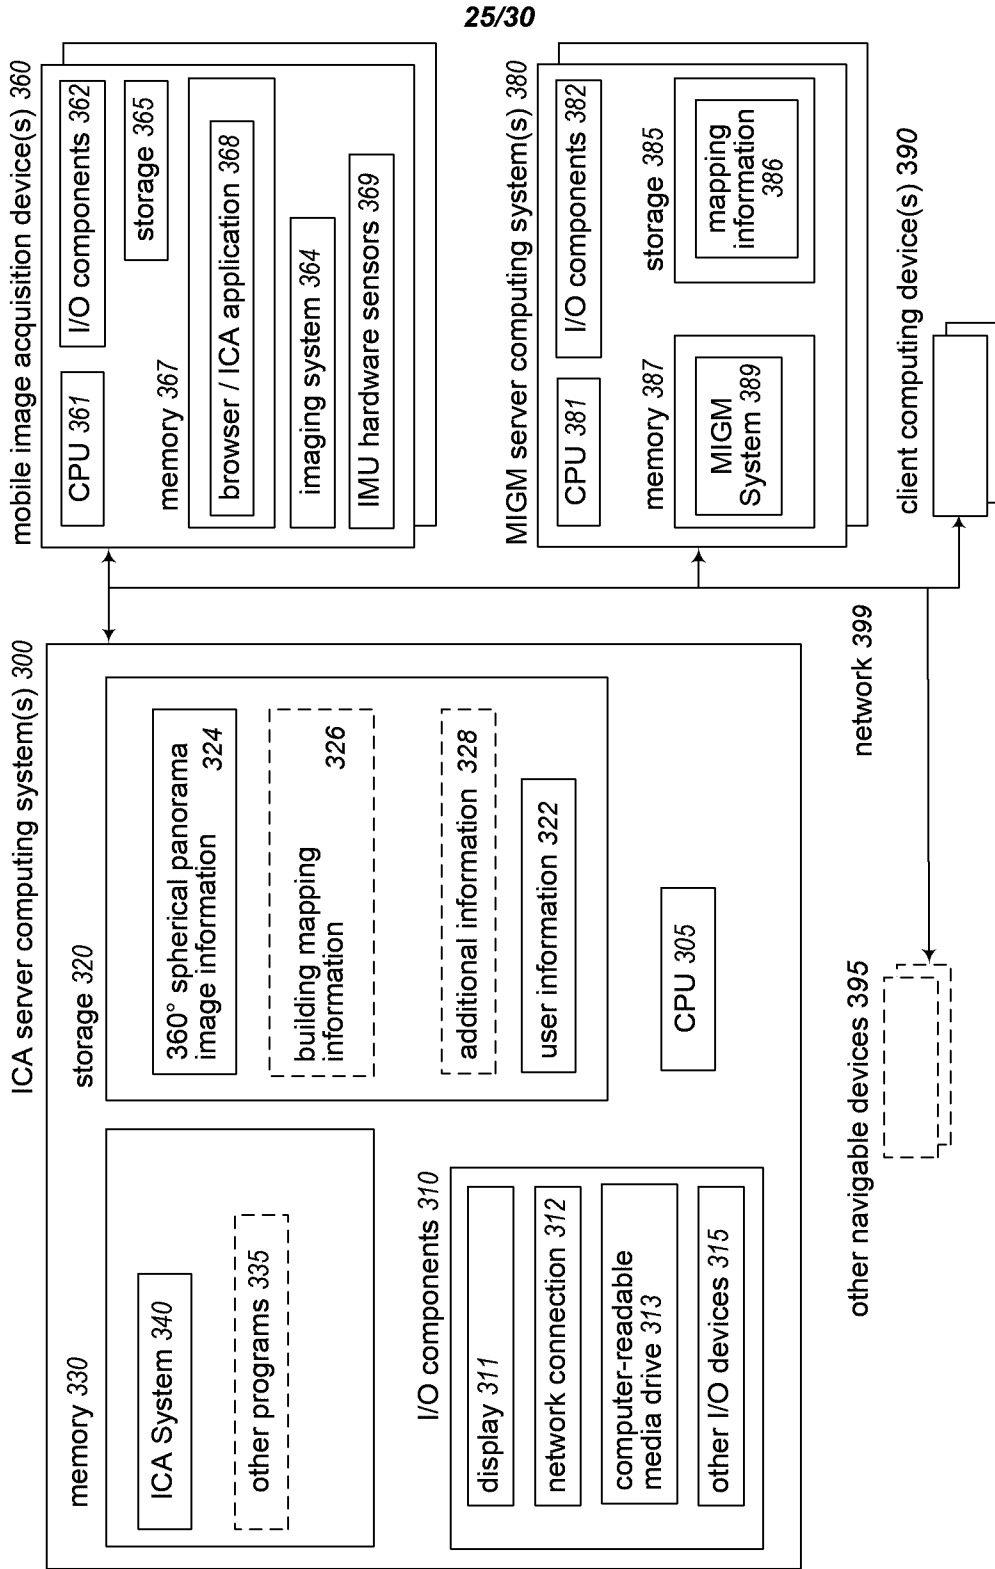 25/30
ICA server computing system(s) 300
memory 330
ICA System 340
other programs 335
I/O components 310
display 311
network connection 312
computer-readable
media drive 313
other I/O devices 315
storage 320
360° spherical panorama
image information 324
building mapping
information 326
additional information 328
user information 322
CPU 305
mobile image acquisition device(s) 360
CPU 361
I/O components 362
storage 365
memory 367
browser / ICA application 368
imaging system 364
IMU hardware sensors 369
MIGM server computing system(s) 380
CPU 381
I/O components 382
memory 387
MIGM
System 389
storage 385
mapping
information
386
client computing device(s) 390
network 399
other navigable devices 395